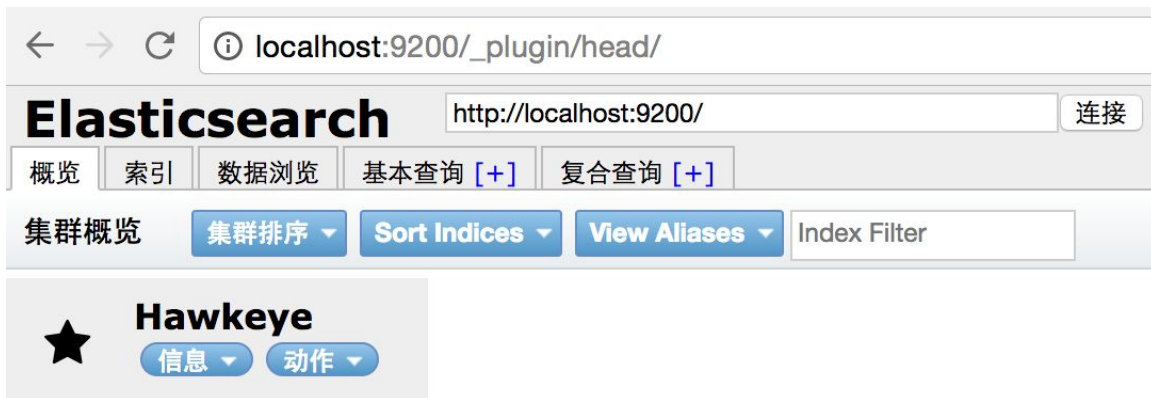 localhost:9200/_plugin/head/
Elasticsearch http://localhost:9200/ 连接
概览 索引 数据浏览 基本查询 [+] 复合查询 [+]
集群概览 集群排序 Sort Indices View Aliases Index Filter
Hawkeye
信息 动作